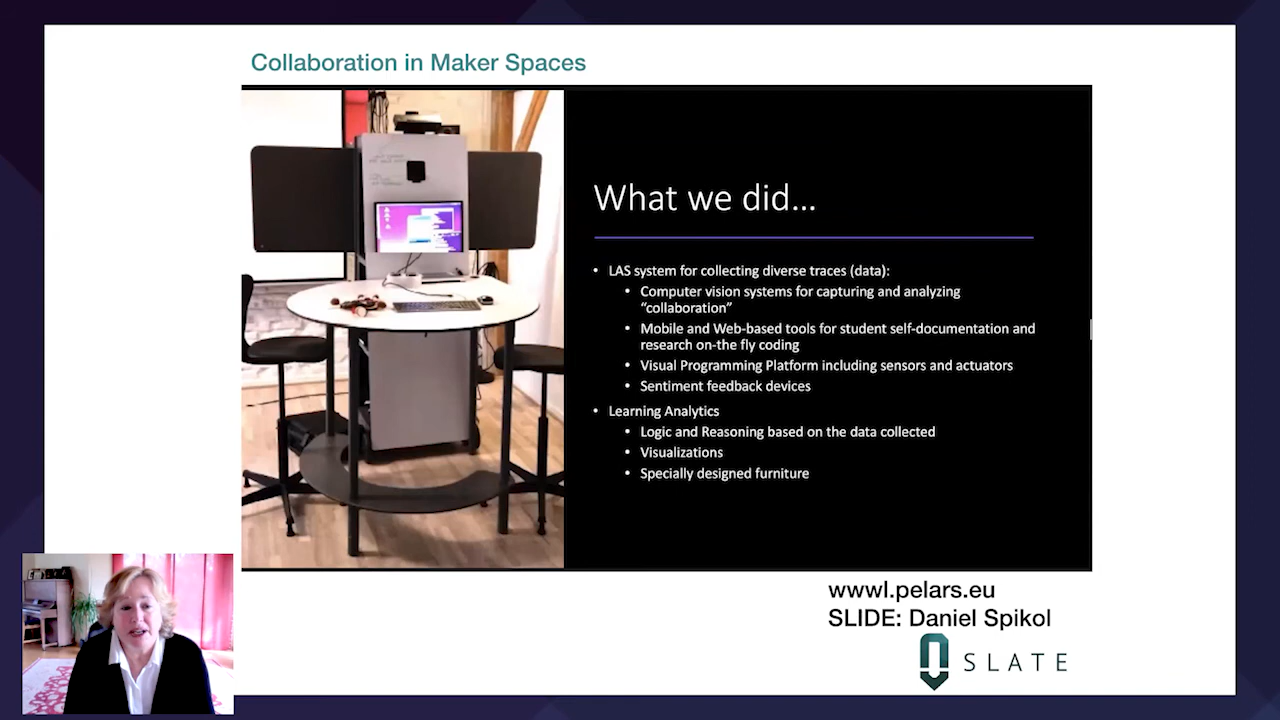 Collaboration in Maker Spaces
What we did...
• LAS system for collecting diverse traces (data):
• Computer vision systems for capturing and analyzing
“collaboration”
• Mobile and Web-based tools for student self-documentation and
research on-the fly coding
• Visual Programming Platform including sensors and actuators
• Sentiment feedback devices
• Learning Analytics
• Logic and Reasoning based on the data collected
• Visualizations
• Specially designed furniture
wwwl.pelars.eu
SLIDE: Daniel Spikol
SLATE